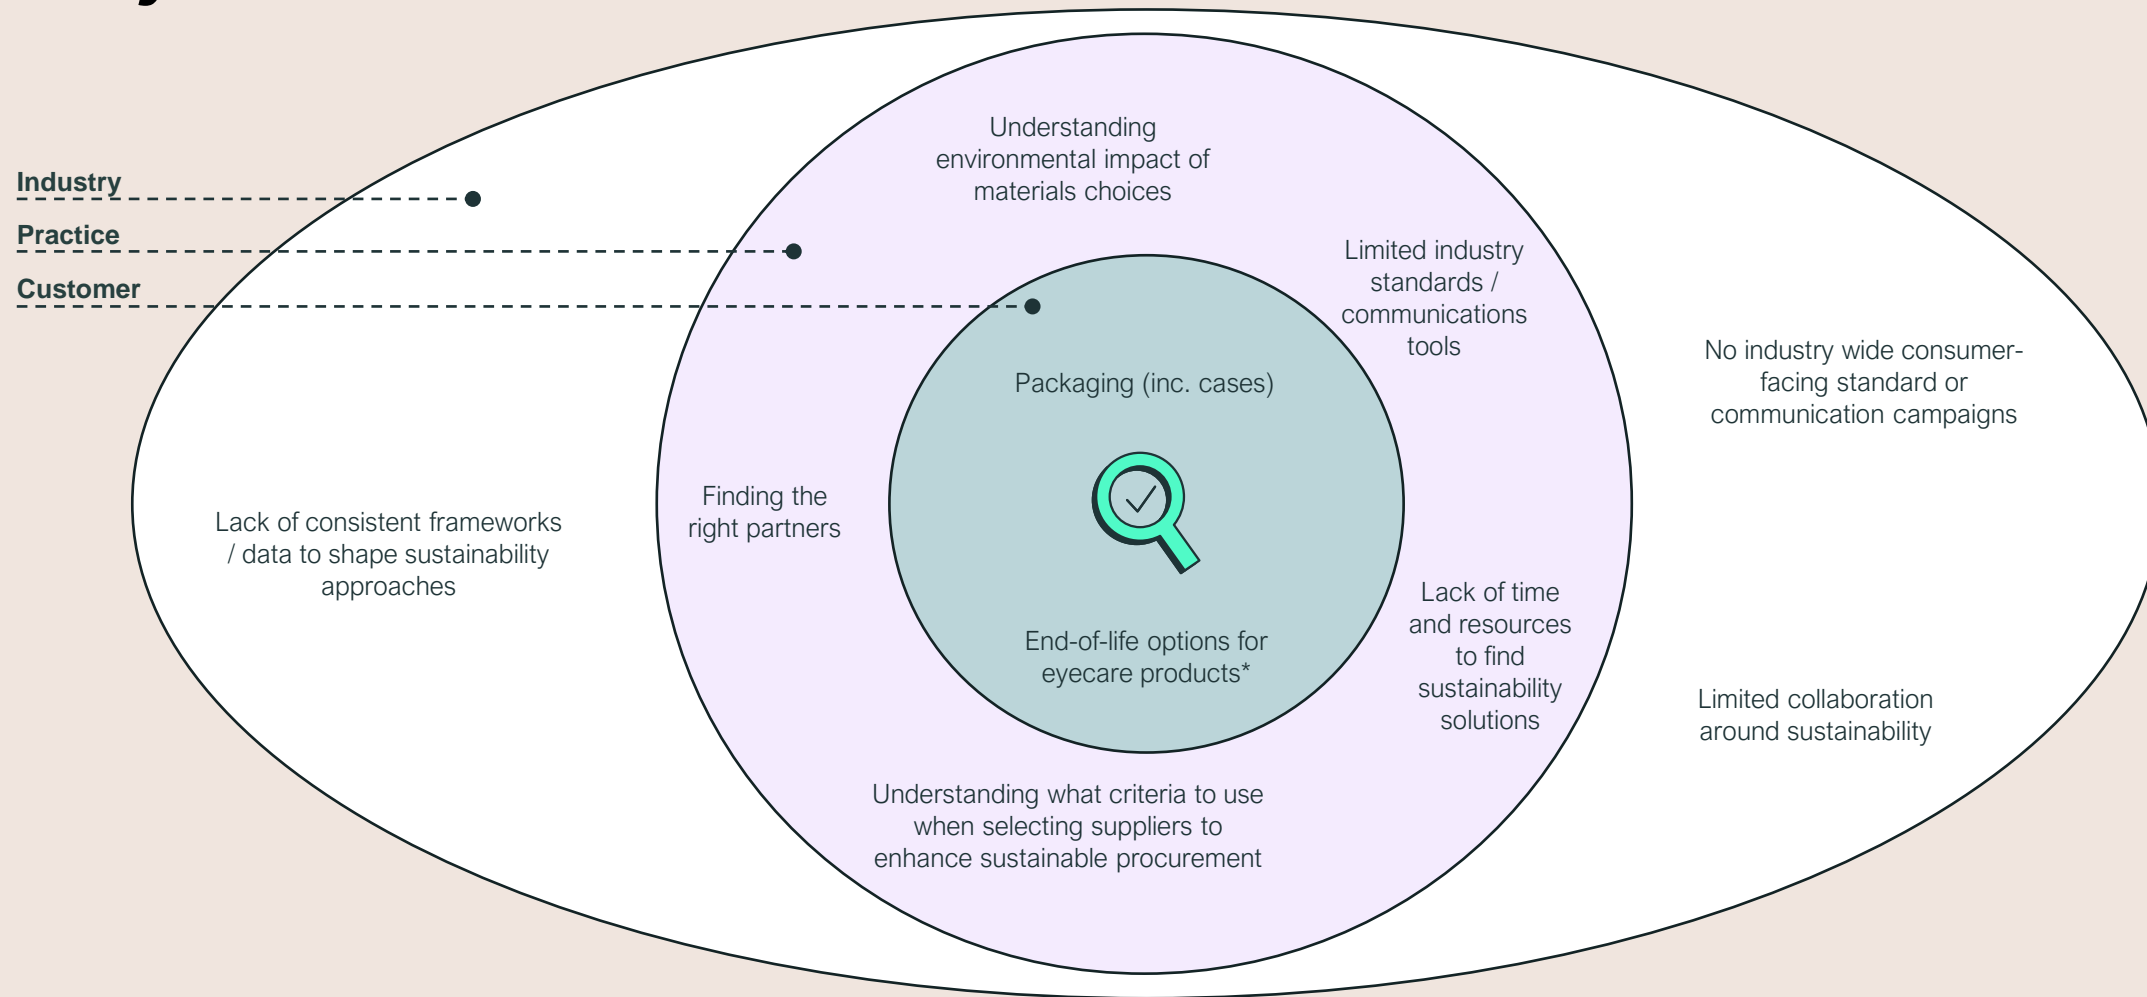 Industry
Practice
Customer
Understanding
environmental impact of
materials choices
Limited industry
standards /
communications
tools
No industry wide consumer-
facing standard or
communication campaigns
Packaging (inc. cases)
Finding the
right partners
Lack of consistent frameworks
/ data to shape sustainability
approaches
End-of-life options for
eyecare products*
Lack of time
and resources
to find
sustainability
solutions
Limited collaboration
around sustainability
Understanding what criteria to use
when selecting suppliers to
enhance sustainable procurement